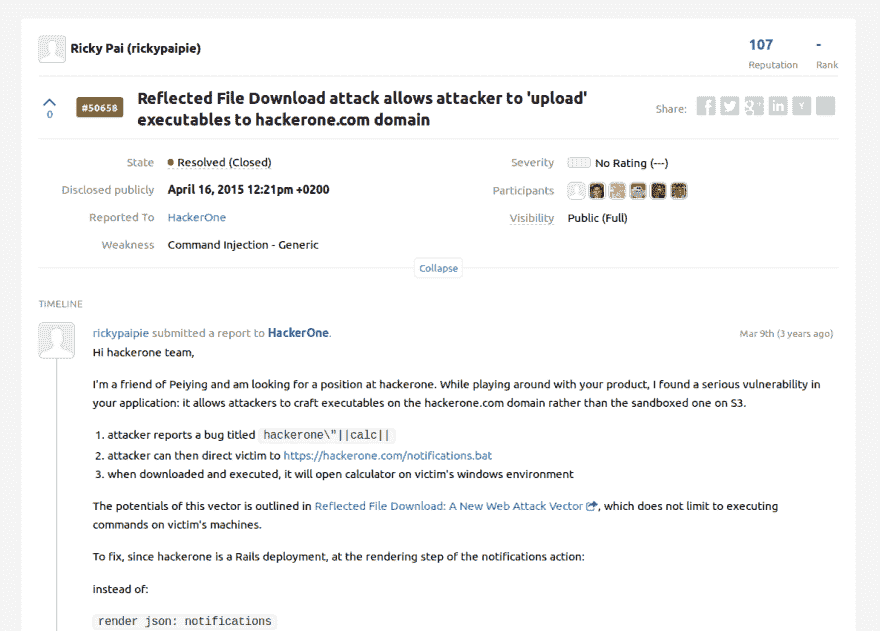 Ricky Pai (rickypaipie)
107
-
Reputation
Rank
0
#50658
Reflected File Download attack allows attacker to 'upload'
executables to hackerone.com domain
Share:
State
Resolved (Closed)
Severity
No Rating (---)
Disclosed publicly
April 16, 2015 12:21pm +0200
Participants
Reported To
HackerOne
Visibility
Public (Full)
Weakness
Command Injection - Generic
Collapse
TIMELINE
rickypaipie submitted a report to HackerOne.
Mar 9th (3 years ago)
Hi hackerone team,
I'm a friend of Peiying and am looking for a position at hackerone. While playing around with your product, I found a serious vulnerability in
your application: it allows attackers to craft executables on the hackerone.com domain rather than the sandboxed one on S3.
1. attacker reports a bug titled hackerone\"||calc||
2. attacker can then direct victim to https://hackerone.com/notifications.bat
3. when downloaded and executed, it will open calculator on victim's windows environment
The potentials of this vector is outlined in Reflected File Download: A New Web Attack Vector, which does not limit to executing
commands on victim's machines.
To fix, since hackerone is a Rails deployment, at the rendering step of the notifications action:
instead of:
render json: notifications